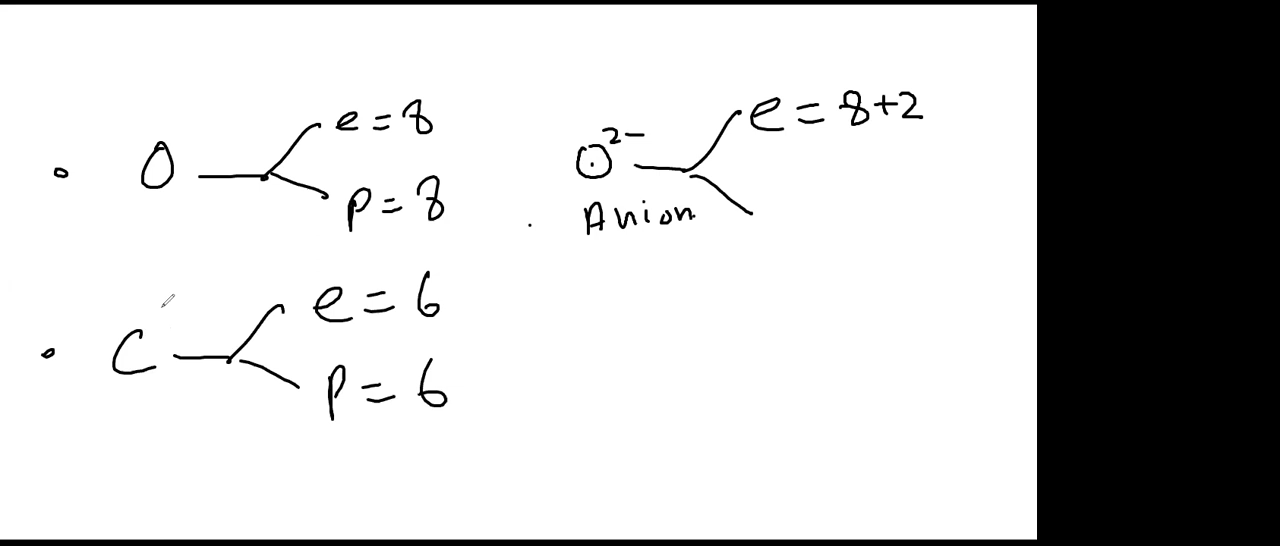 O
e = 8
p = 8
O²⁻
e = 8+2
Anion
C
e = 6
p = 6